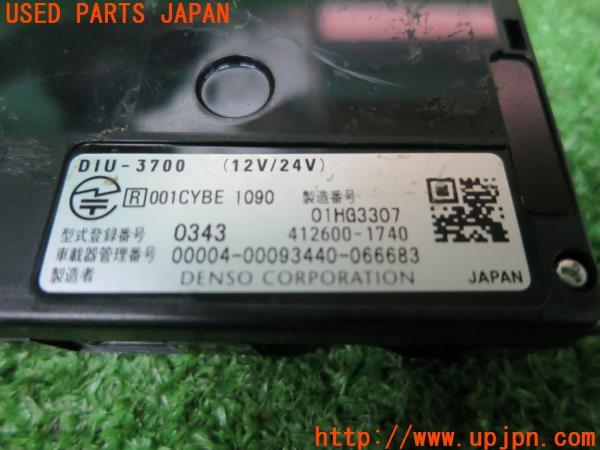 USED PARTS JAPAN
DIU-3700 (12V/24V)
R 001CYBE 1090 製造番号
01HG3307
型式登録番号 0343 412600-1740
車載器管理番号 00004-00093440-066683
製造者 DENSO CORPORATION JAPAN
http://www.upjpn.com